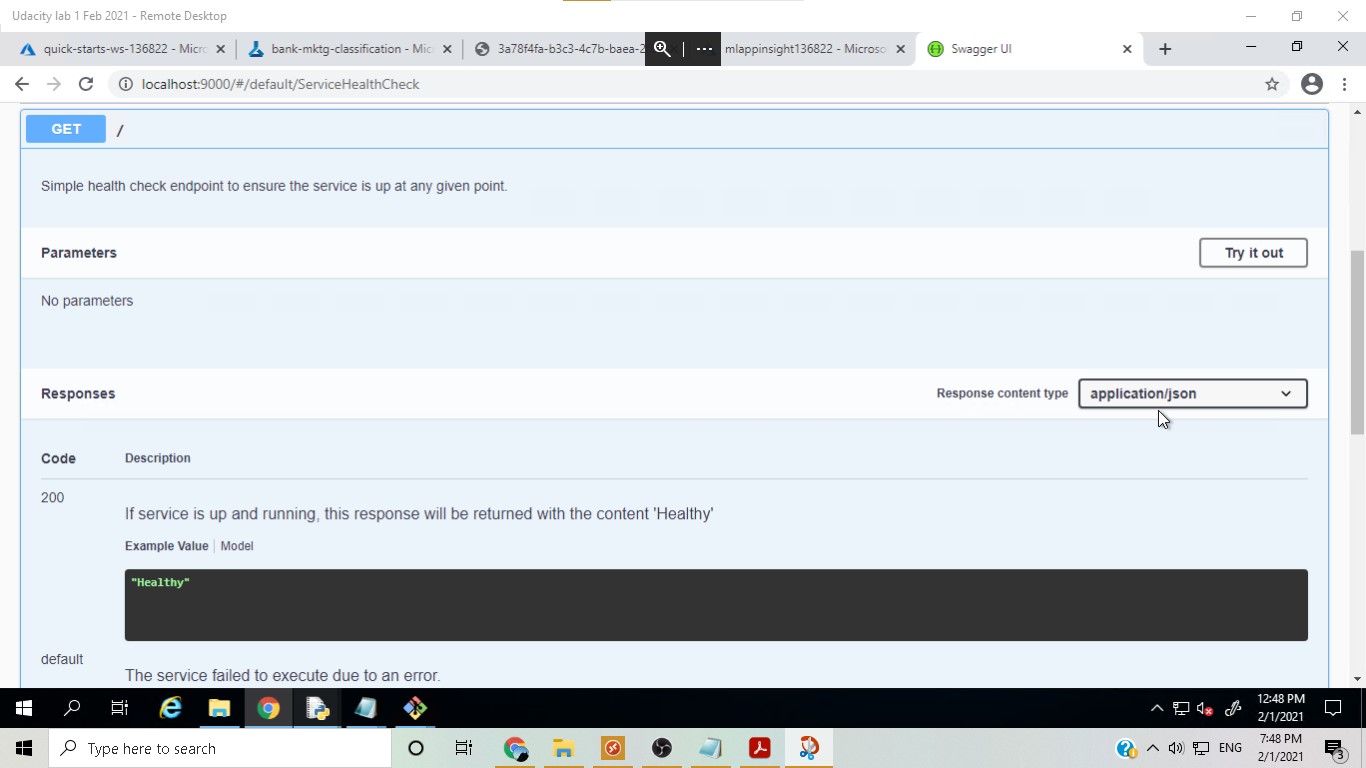 Udacity lab 1 Feb 2021 - Remote Desktop
quick-starts-ws-136822 - Micro
bank-mktg-classification - Mic
3a78f4fa-b3c3-4c7b-baea-2
mlappinsight136822 - Microso
Swagger UI
localhost:9000/#/default/ServiceHealthCheck
GET /
Simple health check endpoint to ensure the service is up at any given point.
Parameters
Try it out
No parameters
Responses
Response content type application/json
Code Description
200
If service is up and running, this response will be returned with the content 'Healthy'
Example Value Model
"Healthy"
default
The service failed to execute due to an error.
12:48 PM
2/1/2021
Type here to search
ENG
7:48 PM
2/1/2021
3